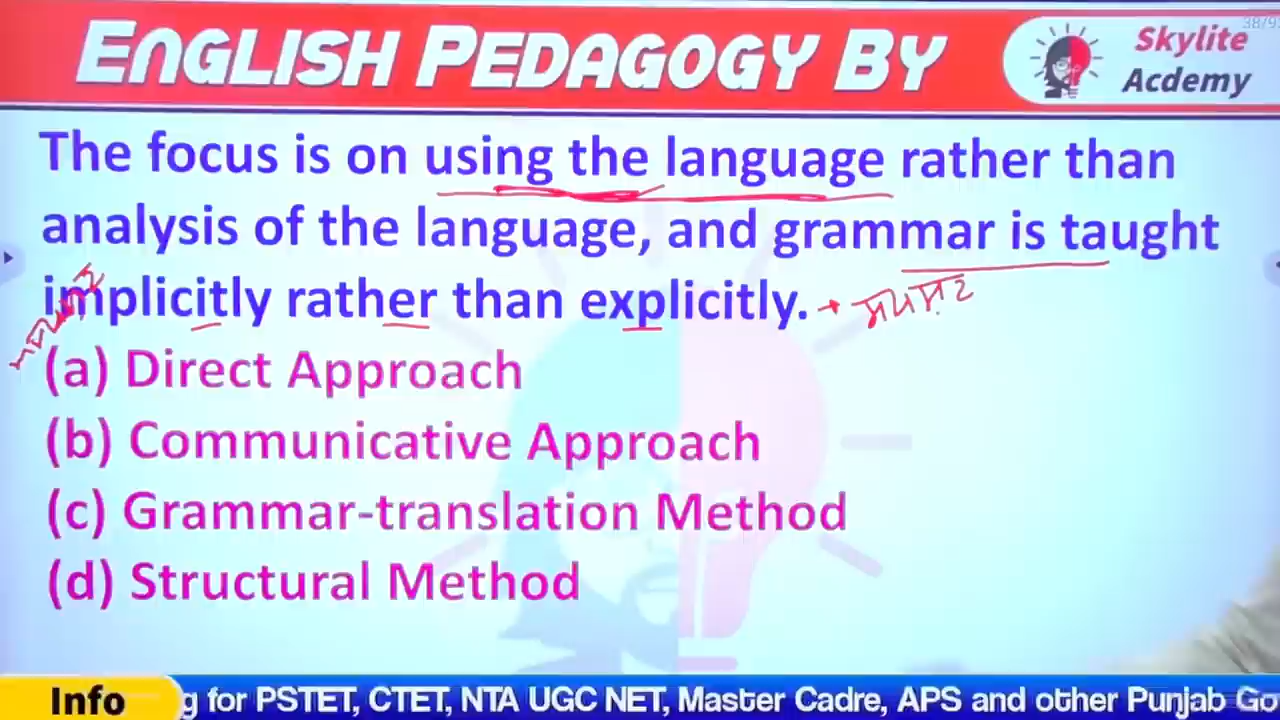 38/9
ENGLISH PEDAGOGY BY
Skylite
Acdemy
The focus is on using the language rather than
analysis of the language, and grammar is taught
implicitly rather than explicitly.
(a) Direct Approach
(b) Communicative Approach
(c) Grammar-translation Method
(d) Structural Method
Info
g for PSTET, CTET, NTA UGC NET, Master Cadre, APS and other Punjab Go